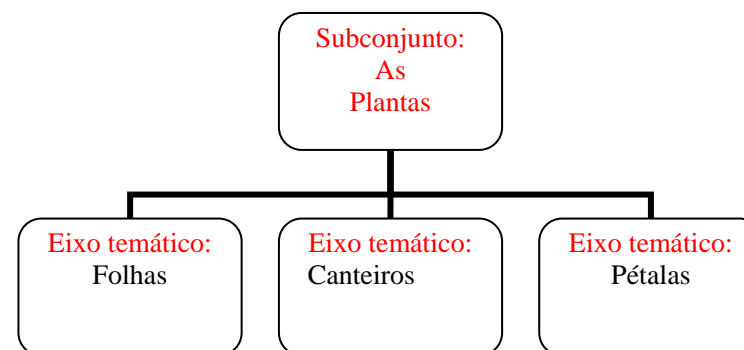 Subconjunto:
As
Plantas
Eixo temático:
Folhas
Eixo temático:
Canteiros
Eixo temático:
Pétalas